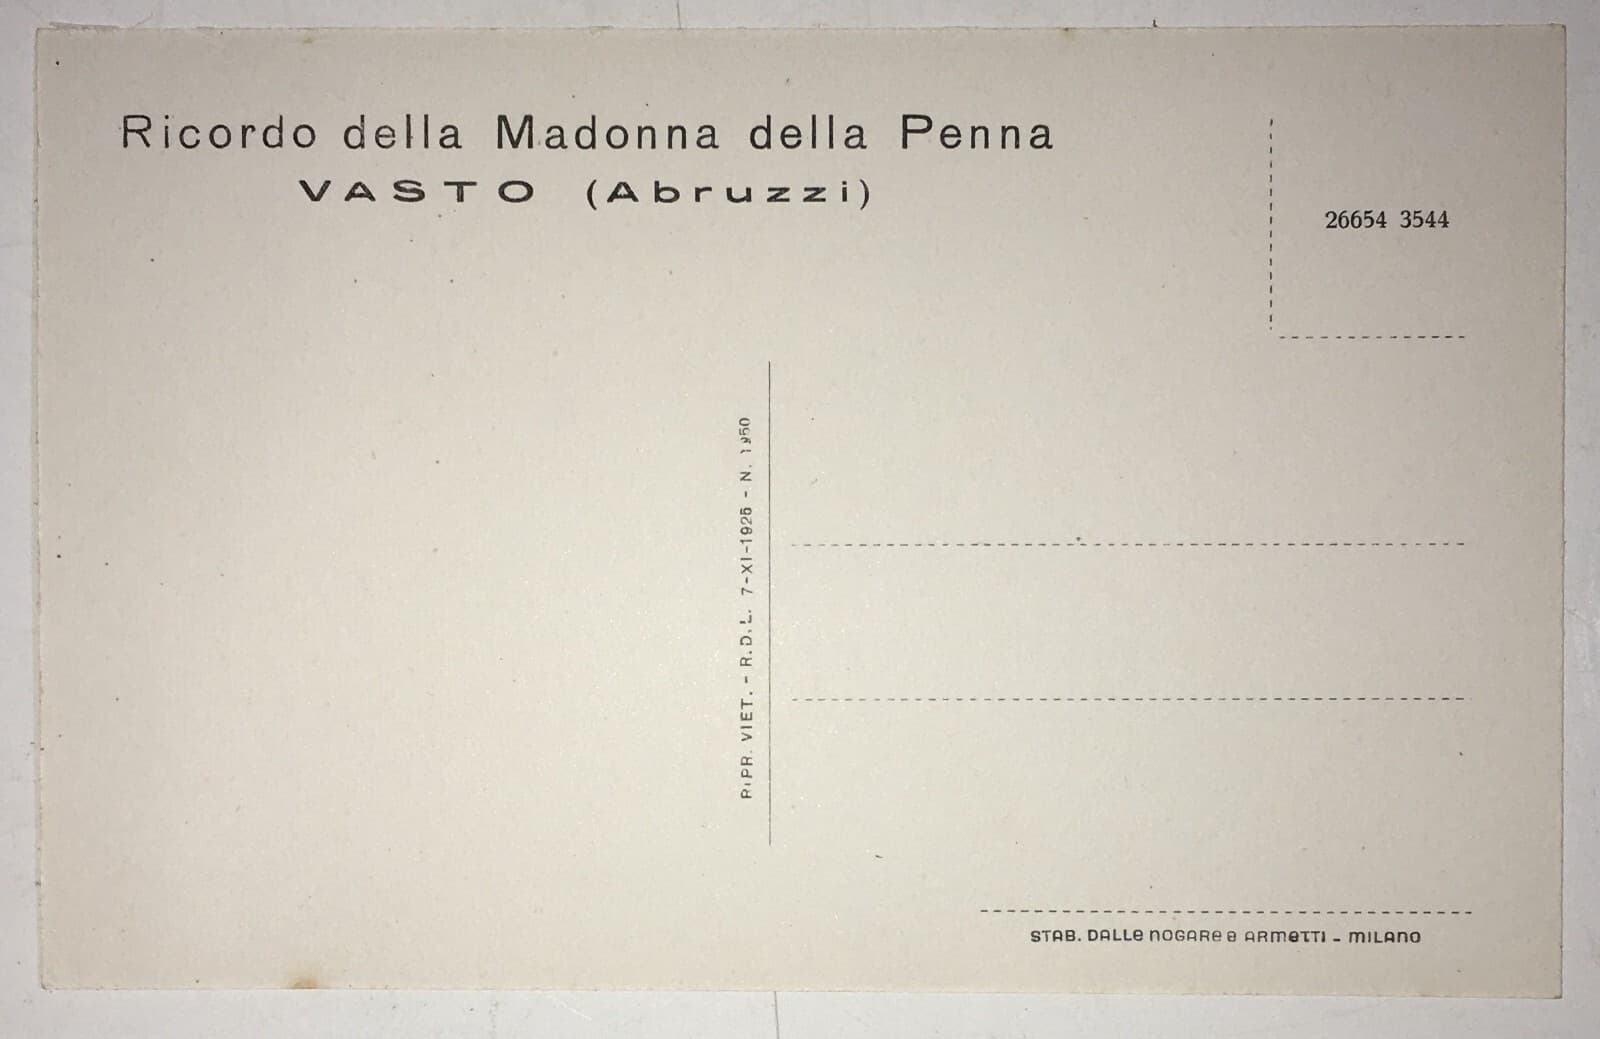 Ricordo della Madonna della Penna
VASTO (Abruzzi)
26654 3544
RIPR. VIET. - R.D.L. 7-XI-1925 - N. 1950
STAB. DALLE NOGARE e ARMETTI - MILANO